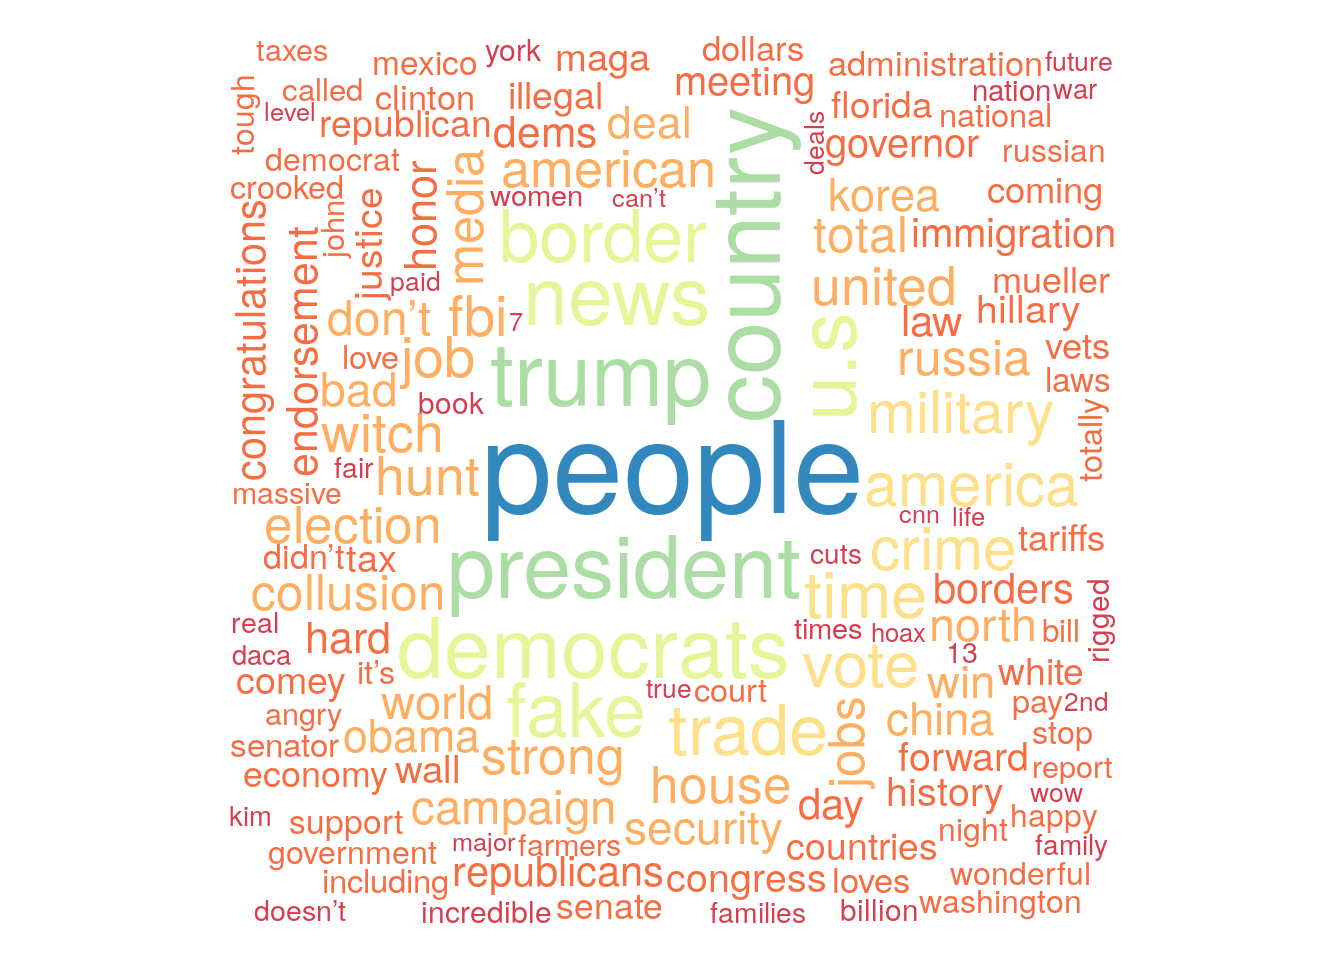 taxes
mexico
york
maga
dollars
administration
future
tough
called
clinton
illegal
meeting
florida
nation
war
level
republican
dems
deal
country
deals
governor
national
democrat
honor
media
american
russian
crooked
john
justice
women
can't
korea
coming
congratulations
endorsement
border
total
immigration
paid
news
u.s
united
mueller
don't
fbi
7
law
hillary
love
job
trump
russia
vets
bad
book
military
laws
witch
people
totally
fair
hunt
america
massive
cnn
life
election
crime
tariffs
didn't
tax
president
cuts
collusion
time
borders
rigged
real
hard
democrats
times
hoax
north
bill
daca
it's
vote
13
white
comey
world
fake
true
court
win
pay
2nd
angry
obama
trade
jobs
china
stop
senator
strong
forward
report
economy
wall
house
day
history
wow
kim
support
campaign
security
night
happy
government
major
farmers
countries
family
including
republicans
congress
loves
wonderful
doesn't
incredible
senate
families
billion
washington